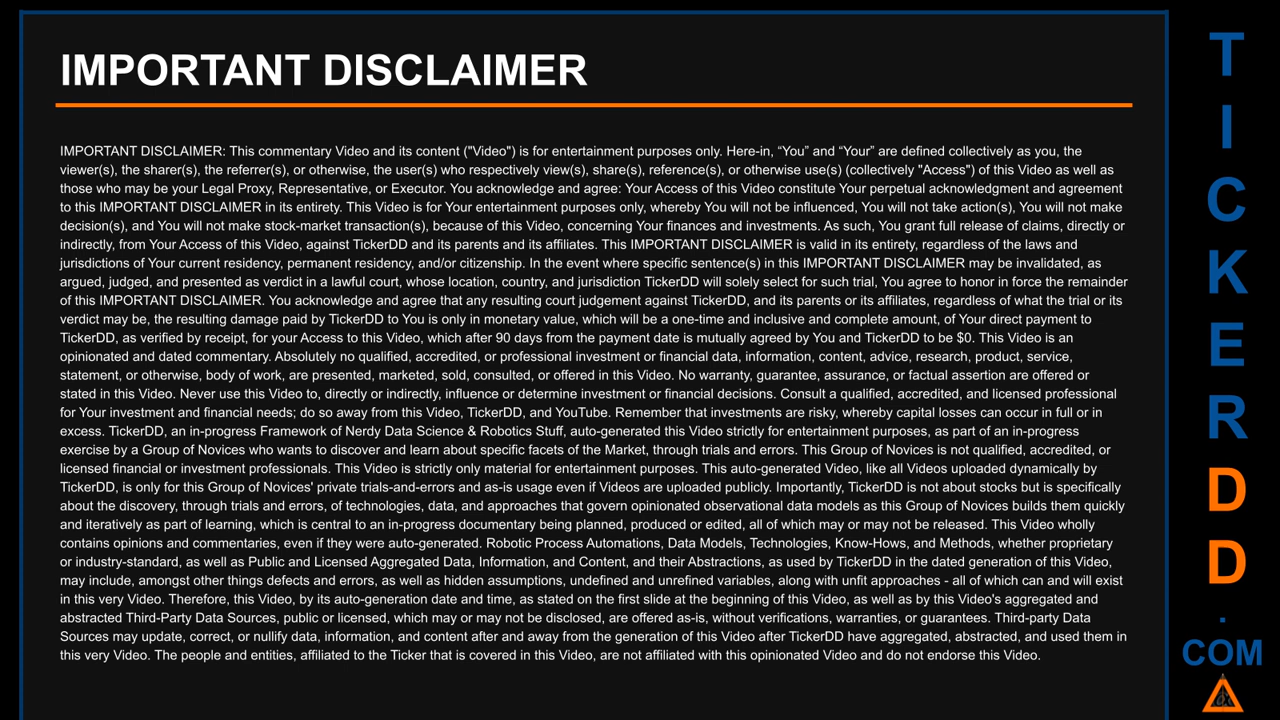 IMPORTANT DISCLAIMER
IMPORTANT DISCLAIMER: This commentary Video and its content ("Video") is for entertainment purposes only. Here-in, “You” and “Your” are defined collectively as you, the
viewer(s), the sharer(s), the referrer(s), or otherwise, the user(s) who respectively view(s), share(s), reference(s), or otherwise use(s) (collectively "Access") of this Video as well as
those who may be your Legal Proxy, Representative, or Executor. You acknowledge and agree: Your Access of this Video constitute Your perpetual acknowledgment and agreement
to this IMPORTANT DISCLAIMER in its entirety. This Video is for Your entertainment purposes only, whereby You will not be influenced, You will not take action(s), You will not make
decision(s), and You will not make stock-market transaction(s), because of this Video, concerning Your finances and investments. As such, You grant full release of claims, directly or
indirectly, from Your Access of this Video, against TickerDD and its parents and its affiliates. This IMPORTANT DISCLAIMER is valid in its entirety, regardless of the laws and
jurisdictions of Your current residency, permanent residency, and/or citizenship. In the event where specific sentence(s) in this IMPORTANT DISCLAIMER may be invalidated, as
argued, judged, and presented as verdict in a lawful court, whose location, country, and jurisdiction TickerDD will solely select for such trial, You agree to honor in force the remainder
of this IMPORTANT DISCLAIMER. You acknowledge and agree that any resulting court judgement against TickerDD, and its parents or its affiliates, regardless of what the trial or its
verdict may be, the resulting damage paid by TickerDD to You is only in monetary value, which will be a one-time and inclusive and complete amount, of Your direct payment to
TickerDD, as verified by receipt, for your Access to this Video, which after 90 days from the payment date is mutually agreed by You and TickerDD to be $0. This Video is an
opinionated and dated commentary. Absolutely no qualified, accredited, or professional investment or financial data, information, content, advice, research, product, service,
statement, or otherwise, body of work, are presented, marketed, sold, consulted, or offered in this Video. No warranty, guarantee, assurance, or factual assertion are offered or
stated in this Video. Never use this Video to, directly or indirectly, influence or determine investment or financial decisions. Consult a qualified, accredited, and licensed professional
for Your investment and financial needs; do so away from this Video, TickerDD, and YouTube. Remember that investments are risky, whereby capital losses can occur in full or in
excess. TickerDD, an in-progress Framework of Nerdy Data Science & Robotics Stuff, auto-generated this Video strictly for entertainment purposes, as part of an in-progress
exercise by a Group of Novices who wants to discover and learn about specific facets of the Market, through trials and errors. This Group of Novices is not qualified, accredited, or
licensed financial or investment professionals. This Video is strictly only material for entertainment purposes. This auto-generated Video, like all Videos uploaded dynamically by
TickerDD, is only for this Group of Novices' private trials-and-errors and as-is usage even if Videos are uploaded publicly. Importantly, TickerDD is not about stocks but is specifically
about the discovery, through trials and errors, of technologies, data, and approaches that govern opinionated observational data models as this Group of Novices builds them quickly
and iteratively as part of learning, which is central to an in-progress documentary being planned, produced or edited, all of which may or may not be released. This Video wholly
contains opinions and commentaries, even if they were auto-generated. Robotic Process Automations, Data Models, Technologies, Know-Hows, and Methods, whether proprietary
or industry-standard, as well as Public and Licensed Aggregated Data, Information, and Content, and their Abstractions, as used by TickerDD in the dated generation of this Video,
may include, amongst other things defects and errors, as well as hidden assumptions, undefined and unrefined variables, along with unfit approaches - all of which can and will exist
in this very Video. Therefore, this Video, by its auto-generation date and time, as stated on the first slide at the beginning of this Video, as well as by this Video's aggregated and
abstracted Third-Party Data Sources, public or licensed, which may or may not be disclosed, are offered as-is, without verifications, warranties, or guarantees. Third-party Data
Sources may update, correct, or nullify data, information, and content after and away from the generation of this Video after TickerDD have aggregated, abstracted, and used them in
this very Video. The people and entities, affiliated to the Ticker that is covered in this Video, are not affiliated with this opinionated Video and do not endorse this Video.
T
I
C
K
E
R
D
D
.
COM